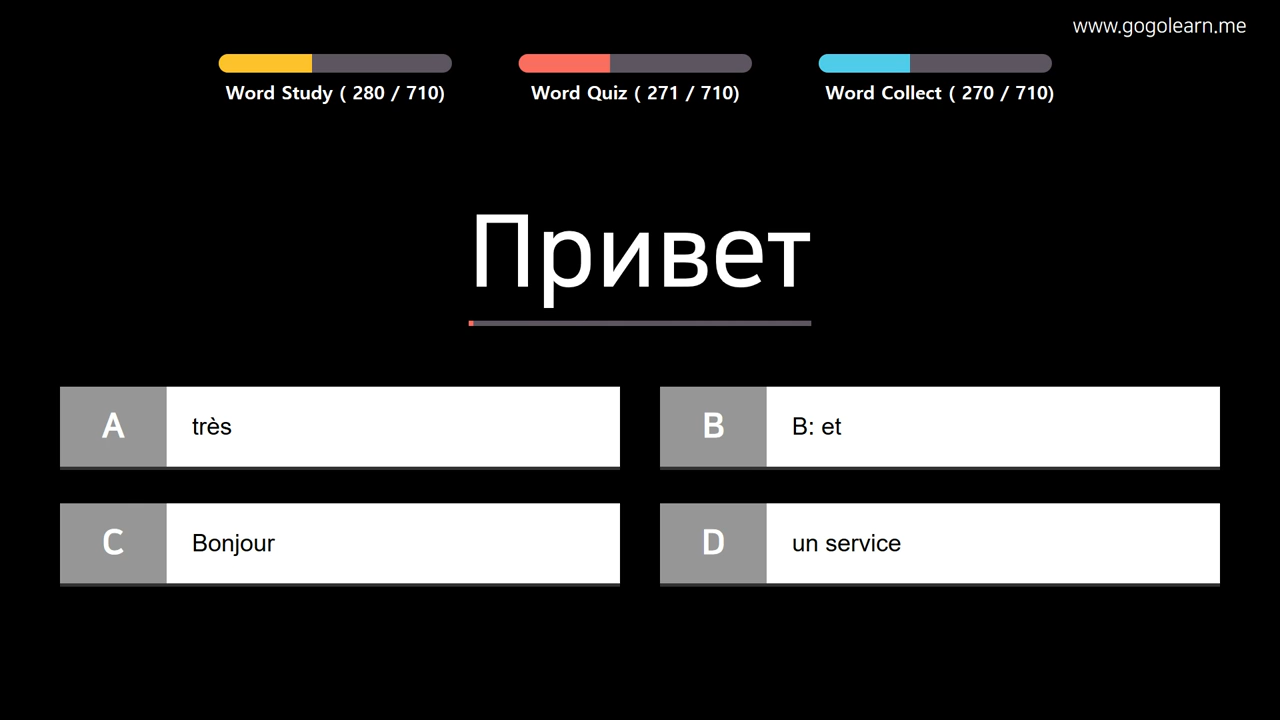 www.gogolearn.me
Word Study ( 280 / 710)
Word Quiz ( 271 / 710)
Word Collect ( 270 / 710)
Привет
A très
B B: et
C Bonjour
D un service